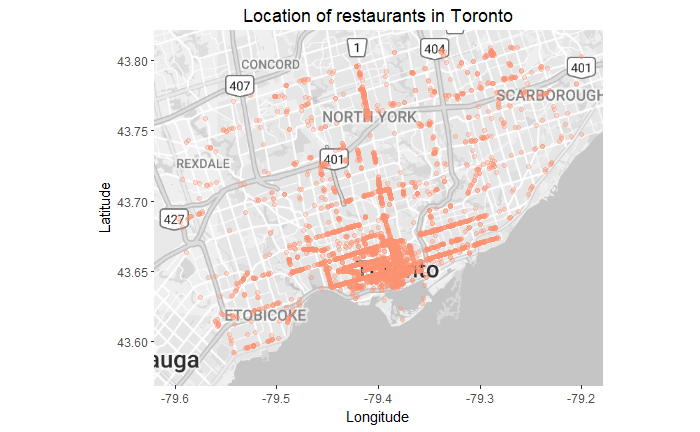 Location of restaurants in Toronto
43.80
43.75
43.70
43.65
43.60
Latitude
1
404
CONCORD
401
407
SCARBOROUGH
NORTH YORK
401
REXDALE
427
Toronto
ETOBICOKE
auga
-79.6
-79.5
-79.4
-79.3
-79.2
Longitude